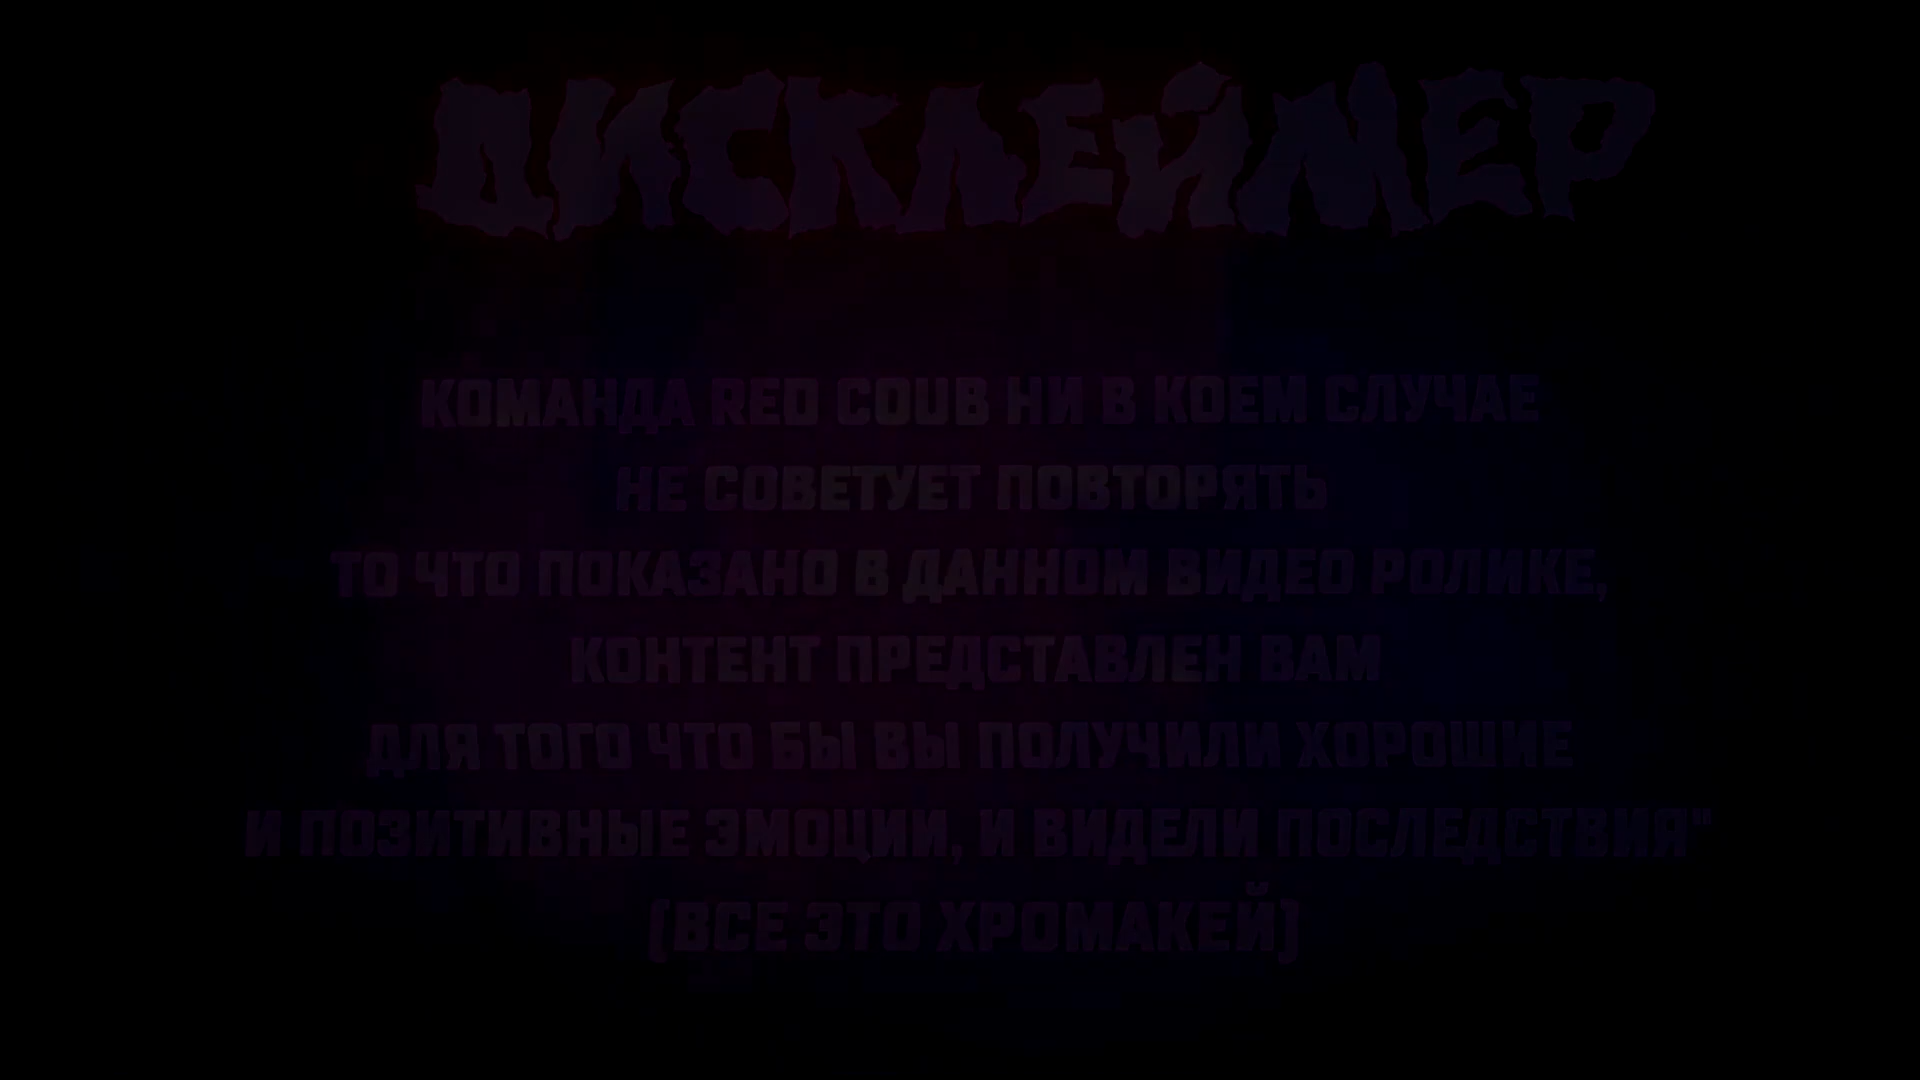 ДИСКЛЕЙМЕР
КОМАНДА RED COUB НИ В КОЕМ СЛУЧАЕ
НЕ СОВЕТУЕТ ПОВТОРЯТЬ
ТО ЧТО ПОКАЗАНО В ДАННОМ ВИДЕО РОЛИКЕ,
КОНТЕНТ ПРЕДСТАВЛЕН ВАМ
ДЛЯ ТОГО ЧТО БЫ ВЫ ПОЛУЧИЛИ ХОРОШИЕ
И ПОЗИТИВНЫЕ ЭМОЦИИ, И ВИДЕЛИ ПОСЛЕДСТВИЯ"
(ВСЕ ЭТО ХРОМАКЕЙ)